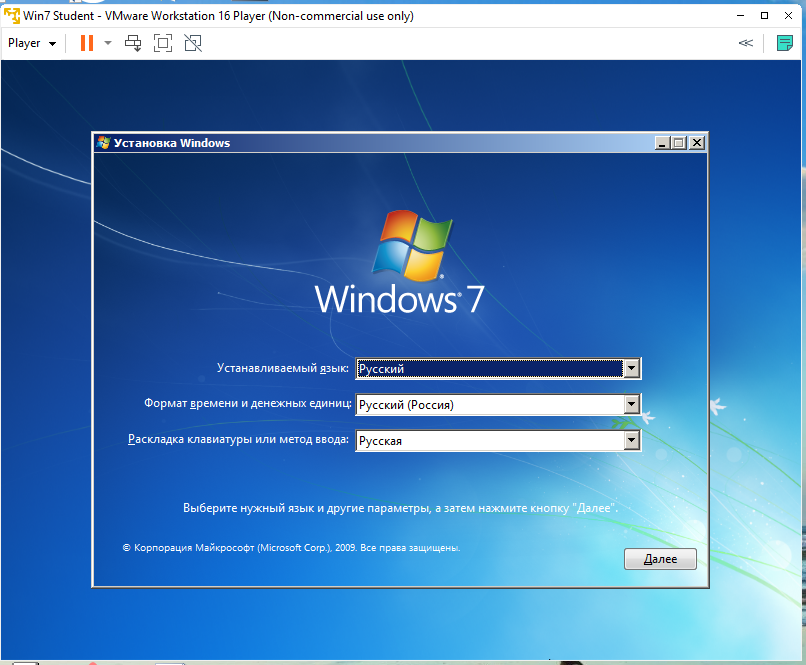 Win7 Student - VMware Workstation 16 Player (Non-commercial use only)
Player
Установка Windows
Windows® 7
Устанавливаемый язык: Русский
Формат времени и денежных единиц: Русский (Россия)
Раскладка клавиатуры или метод ввода: Русская
Выберите нужный язык и другие параметры, а затем нажмите кнопку "Далее".
© Корпорация Майкрософт (Microsoft Corp.), 2009. Все права защищены.
Далее